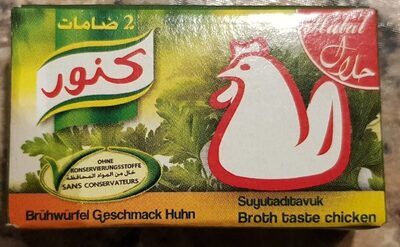 2 ضامات
كنور
Halal
حلال
OHNE
KONSERVIERUNGSSTOFFE
خال من المواد المحافظة
SANS CONSERVATEURS
Brühwürfel Geschmack Huhn
Suyutaditavuk
Broth taste chicken